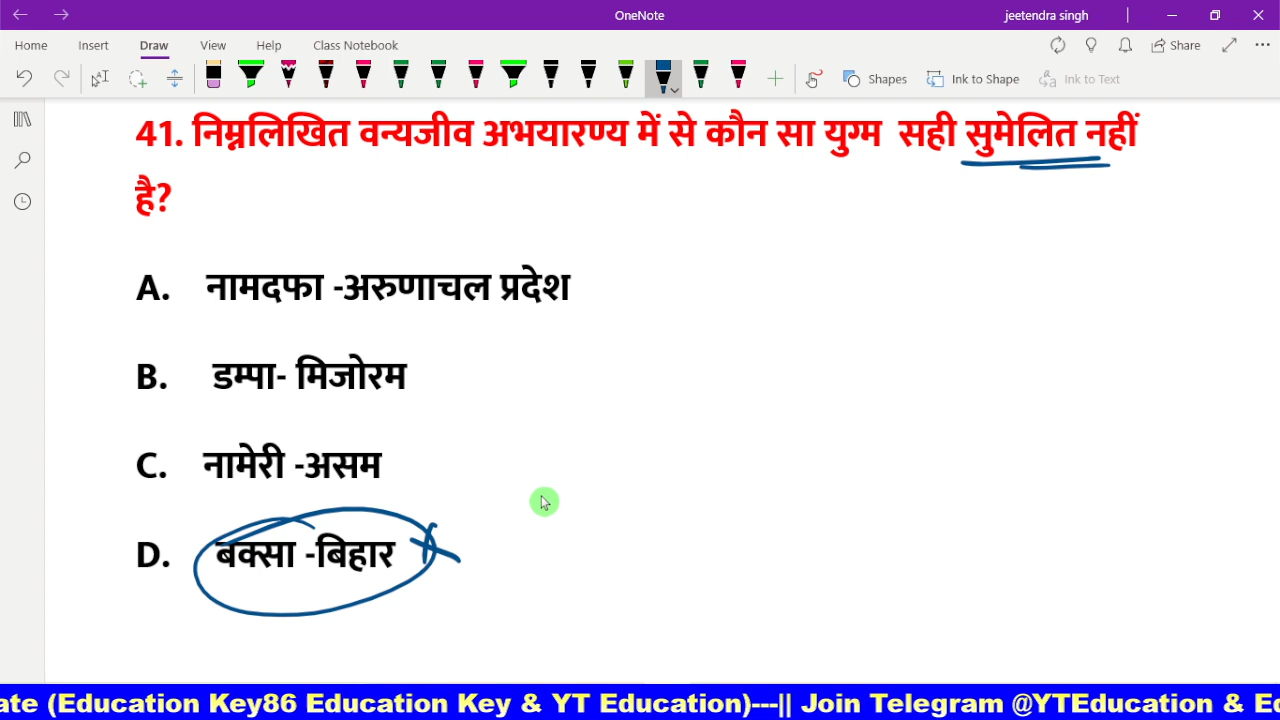 OneNote
jeetendra singh
Home Insert Draw View Help Class Notebook
Share
Shapes Ink to Shape Ink to Text
41. निम्नलिखित वन्यजीव अभयारण्य में से कौन सा युग्म सही सुमेलित नहीं
है?
A. नामदफा -अरुणाचल प्रदेश
B. डम्पा- मिजोरम
C. नामेरी -असम
D. बक्सा -बिहार
ate (Education Key86 Education Key & YT Education)---|| Join Telegram @YTEducation & Ed